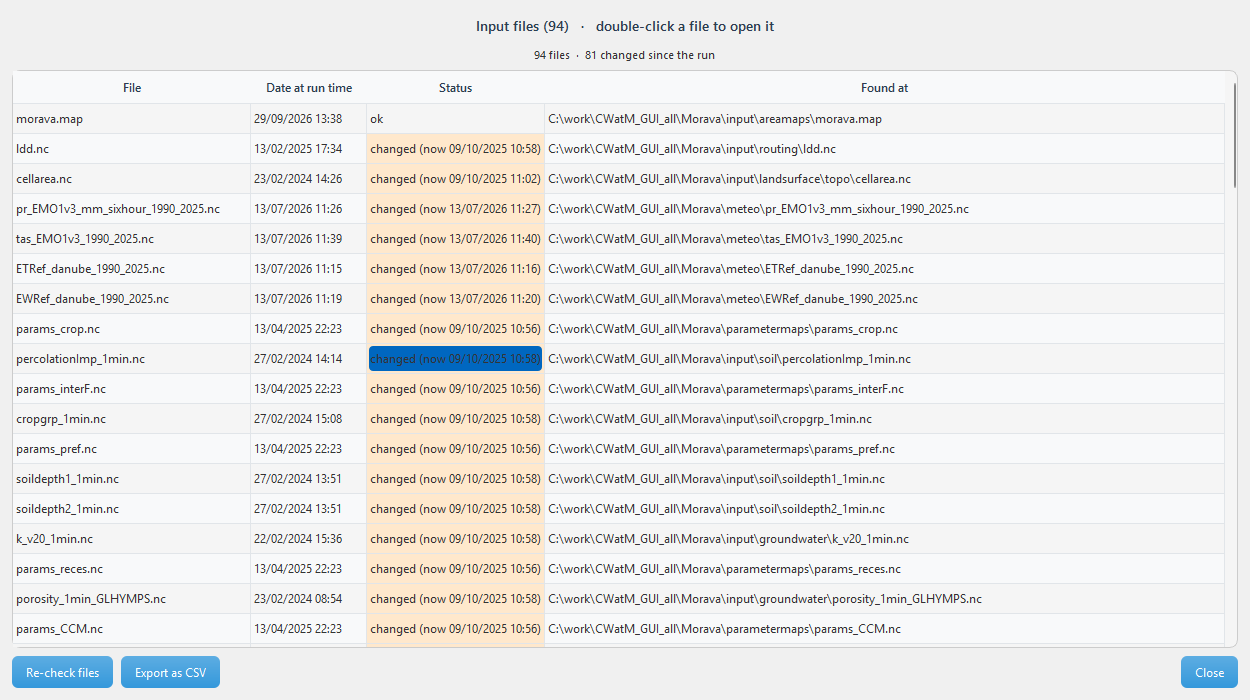 Input files (94) · double-click a file to open it
94 files · 81 changed since the run
File Date at run time Status Found at
morava.map 29/09/2026 13:38 ok C:\work\CWatM_GUI_all\Morava\input\areamaps\morava.map
ldd.nc 13/02/2025 17:34 changed (now 09/10/2025 10:58) C:\work\CWatM_GUI_all\Morava\input\routing\ldd.nc
cellarea.nc 23/02/2024 14:26 changed (now 09/10/2025 11:02) C:\work\CWatM_GUI_all\Morava\input\landsurface\topo\cellarea.nc
pr_EMO1v3_mm_sixhour_1990_2025.nc 13/07/2026 11:26 changed (now 13/07/2026 11:27) C:\work\CWatM_GUI_all\Morava\meteo\pr_EMO1v3_mm_sixhour_1990_2025.nc
tas_EMO1v3_1990_2025.nc 13/07/2026 11:39 changed (now 13/07/2026 11:40) C:\work\CWatM_GUI_all\Morava\meteo\tas_EMO1v3_1990_2025.nc
ETRef_danube_1990_2025.nc 13/07/2026 11:15 changed (now 13/07/2026 11:16) C:\work\CWatM_GUI_all\Morava\meteo\ETRef_danube_1990_2025.nc
EWRef_danube_1990_2025.nc 13/07/2026 11:19 changed (now 13/07/2026 11:20) C:\work\CWatM_GUI_all\Morava\meteo\EWRef_danube_1990_2025.nc
params_crop.nc 13/04/2025 22:23 changed (now 09/10/2025 10:56) C:\work\CWatM_GUI_all\Morava\parametermaps\params_crop.nc
percolationImp_1min.nc 27/02/2024 14:14 changed (now 09/10/2025 10:58) C:\work\CWatM_GUI_all\Morava\input\soil\percolationImp_1min.nc
params_interF.nc 13/04/2025 22:23 changed (now 09/10/2025 10:56) C:\work\CWatM_GUI_all\Morava\parametermaps\params_interF.nc
cropgrp_1min.nc 27/02/2024 15:08 changed (now 09/10/2025 10:58) C:\work\CWatM_GUI_all\Morava\input\soil\cropgrp_1min.nc
params_pref.nc 13/04/2025 22:23 changed (now 09/10/2025 10:56) C:\work\CWatM_GUI_all\Morava\parametermaps\params_pref.nc
soildepth1_1min.nc 27/02/2024 13:51 changed (now 09/10/2025 10:58) C:\work\CWatM_GUI_all\Morava\input\soil\soildepth1_1min.nc
soildepth2_1min.nc 27/02/2024 13:51 changed (now 09/10/2025 10:58) C:\work\CWatM_GUI_all\Morava\input\soil\soildepth2_1min.nc
k_v20_1min.nc 22/02/2024 15:36 changed (now 09/10/2025 10:58) C:\work\CWatM_GUI_all\Morava\input\groundwater\k_v20_1min.nc
params_reces.nc 13/04/2025 22:23 changed (now 09/10/2025 10:56) C:\work\CWatM_GUI_all\Morava\parametermaps\params_reces.nc
porosity_1min_GLHYMPS.nc 23/02/2024 08:54 changed (now 09/10/2025 10:58) C:\work\CWatM_GUI_all\Morava\input\groundwater\porosity_1min_GLHYMPS.nc
params_CCM.nc 13/04/2025 22:23 changed (now 09/10/2025 10:56) C:\work\CWatM_GUI_all\Morava\parametermaps\params_CCM.nc
Re-check files Export as CSV Close